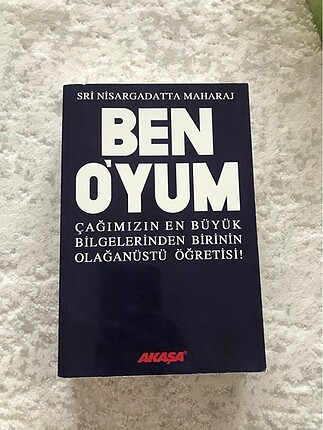 SRİ NİSARGADATTA MAHARAJ
BEN
O'YUM
ÇAĞIMIZIN EN BÜYÜK
BİLGELERİNDEN BİRİNİN
OLAĞANÜSTÜ ÖĞRETİSİ!
AKAŞA